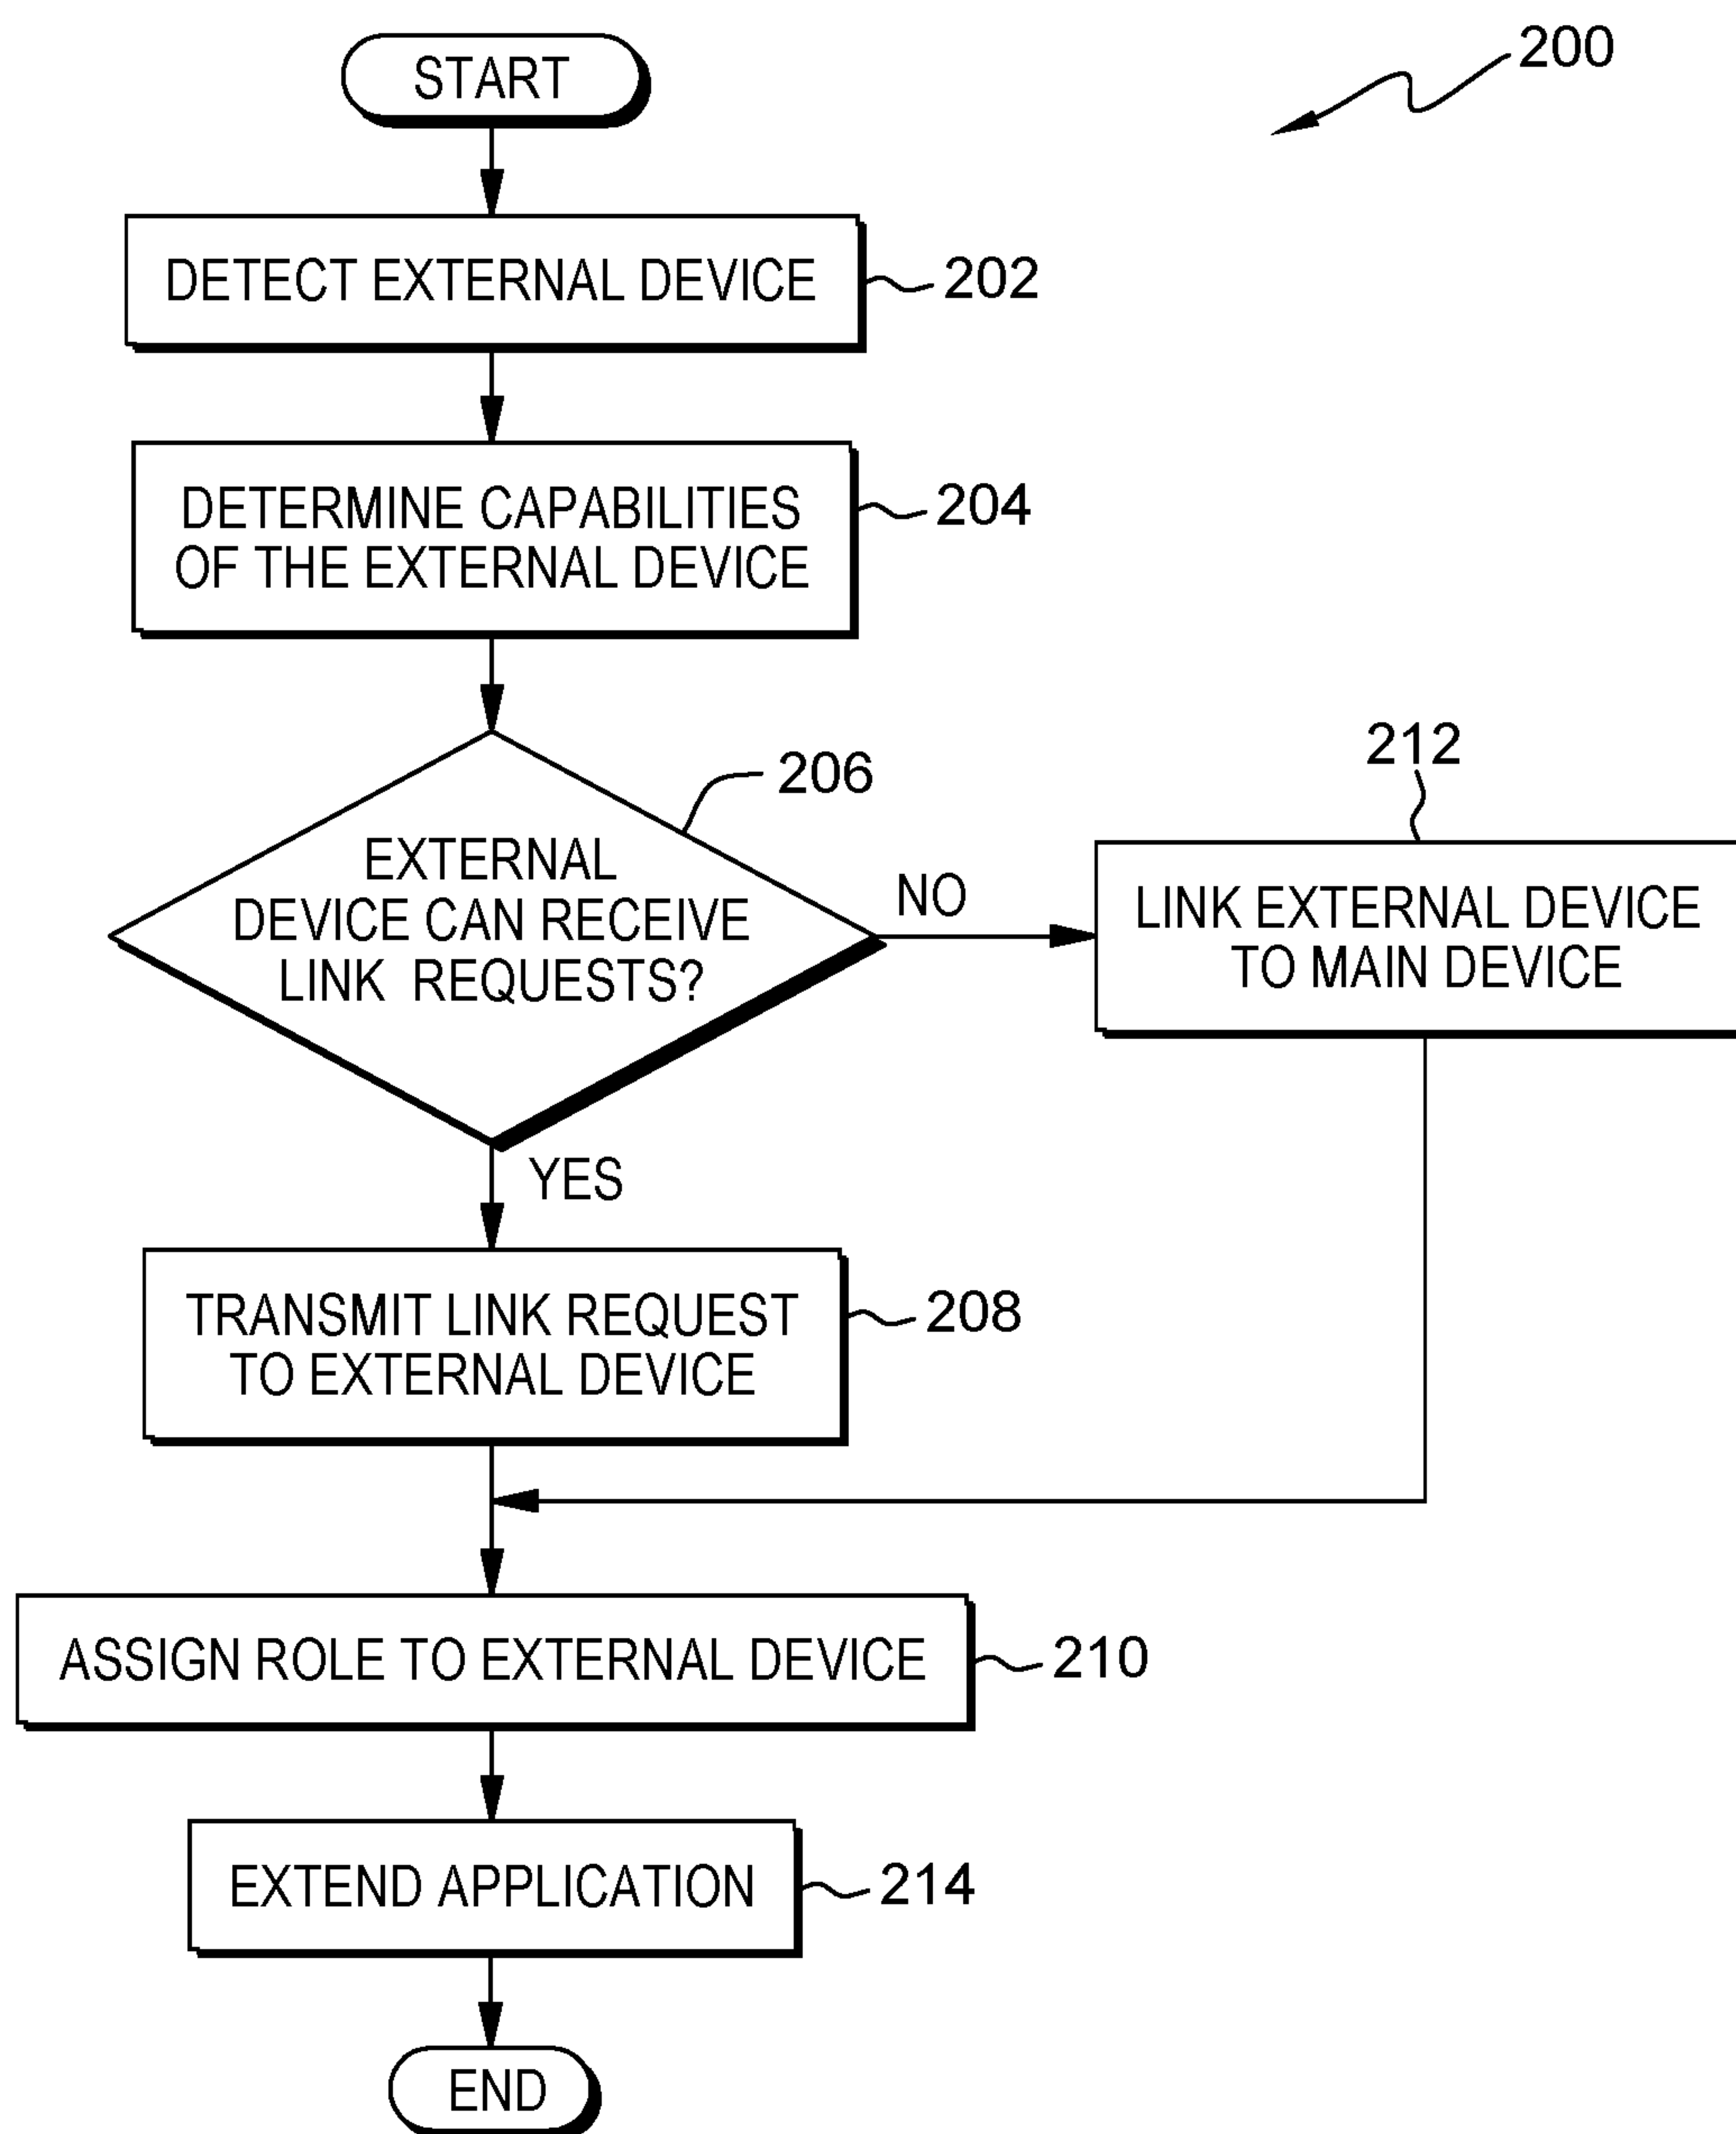 200
START
DETECT EXTERNAL DEVICE
202
DETERMINE CAPABILITIES
OF THE EXTERNAL DEVICE
204
206
EXTERNAL
DEVICE CAN RECEIVE
LINK REQUESTS?
NO
212
LINK EXTERNAL DEVICE
TO MAIN DEVICE
YES
TRANSMIT LINK REQUEST
TO EXTERNAL DEVICE
208
ASSIGN ROLE TO EXTERNAL DEVICE
210
EXTEND APPLICATION
214
END